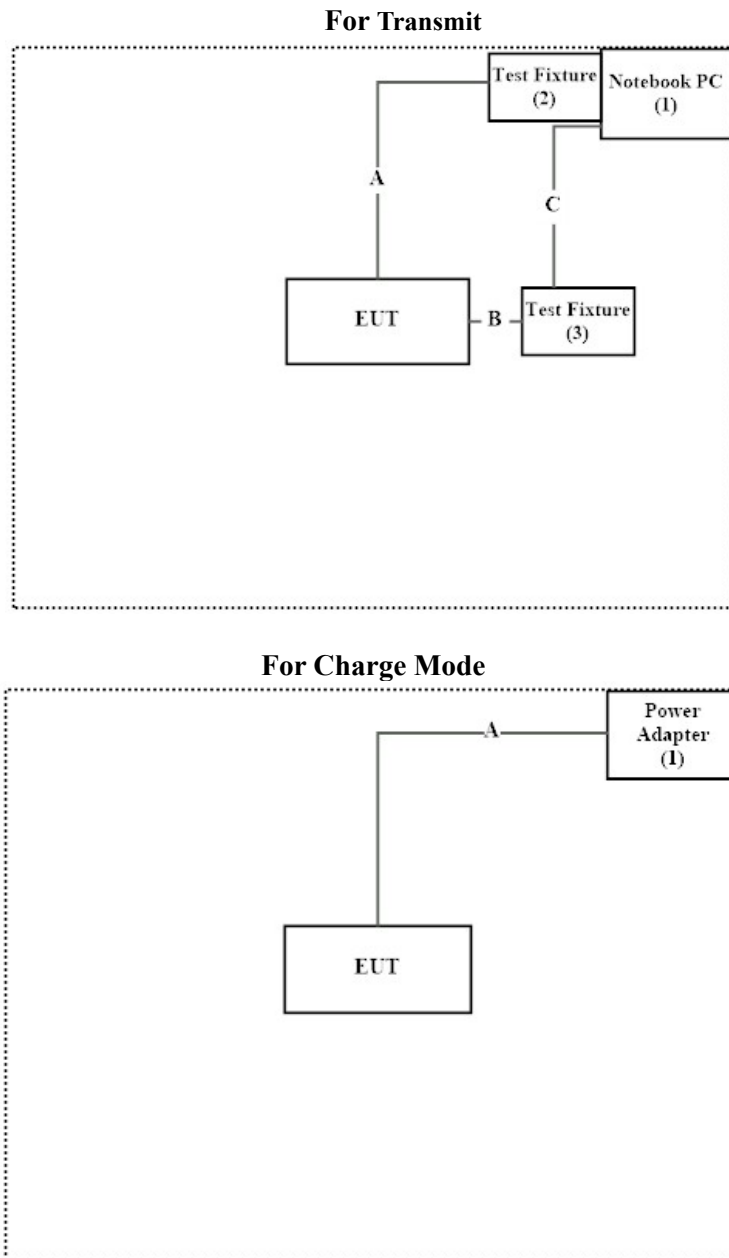 For Transmit
Test Fixture
(2)
Notebook PC
(1)
A
C
EUT
B
Test Fixture
(3)
For Charge Mode
Power
Adapter
(1)
A
EUT